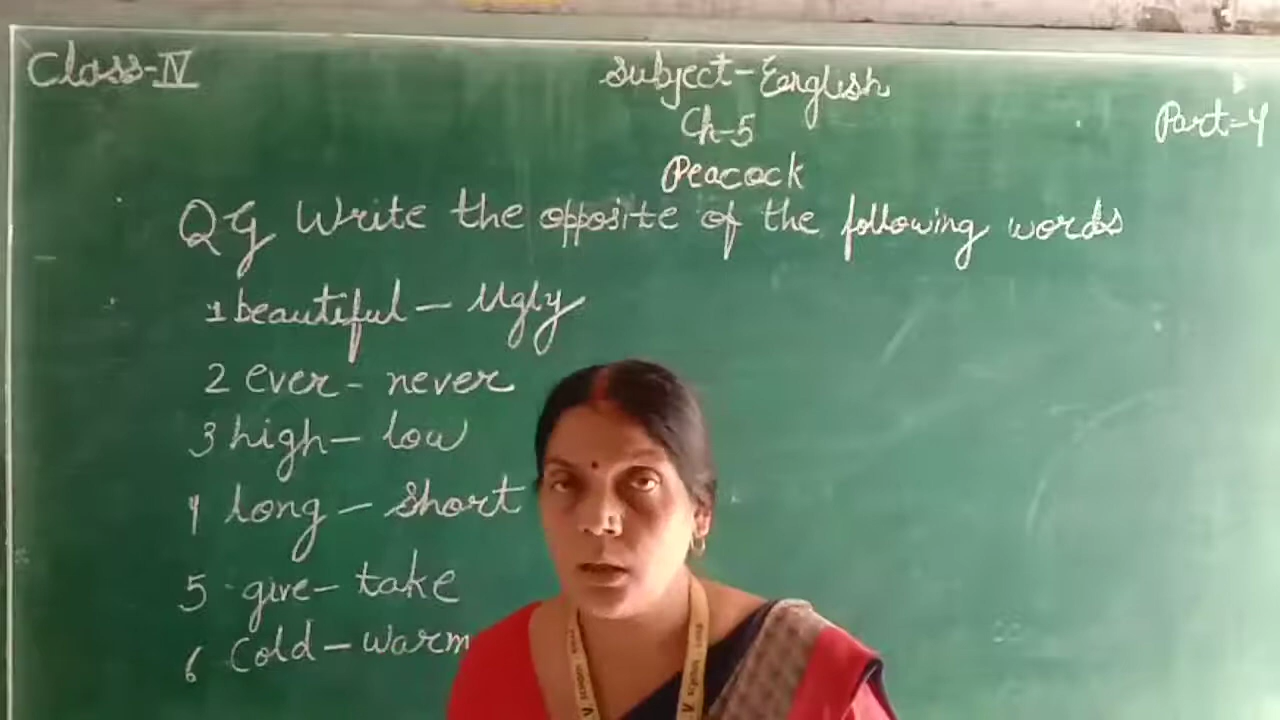 Class-IV
Subject-English
Part-4
Ch-5
Peacock
Q G Write the opposite of the following words
1 beautiful – Ugly
2 ever - never
3 high – low
4 long – short
5 give – take
6 Cold – warm